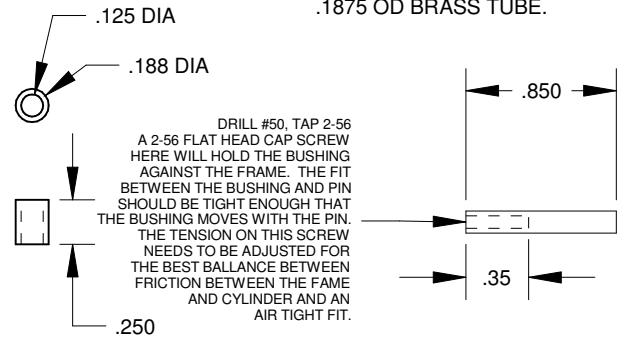 .1875 OD BRASS TUBE.
.125 DIA
.188 DIA
.850
DRILL #50, TAP 2-56
A 2-56 FLAT HEAD CAP SCREW
HERE WILL HOLD THE BUSHING
AGAINST THE FRAME. THE FIT
BETWEEN THE BUSHING AND PIN
SHOULD BE TIGHT ENOUGH THAT
THE BUSHING MOVES WITH THE PIN.
THE TENSION ON THIS SCREW
NEEDS TO BE ADJUSTED FOR
THE BEST BALLANCE BETWEEN
FRICTION BETWEEN THE FAME
AND CYLINDER AND AN
AIR TIGHT FIT.
.35
.250